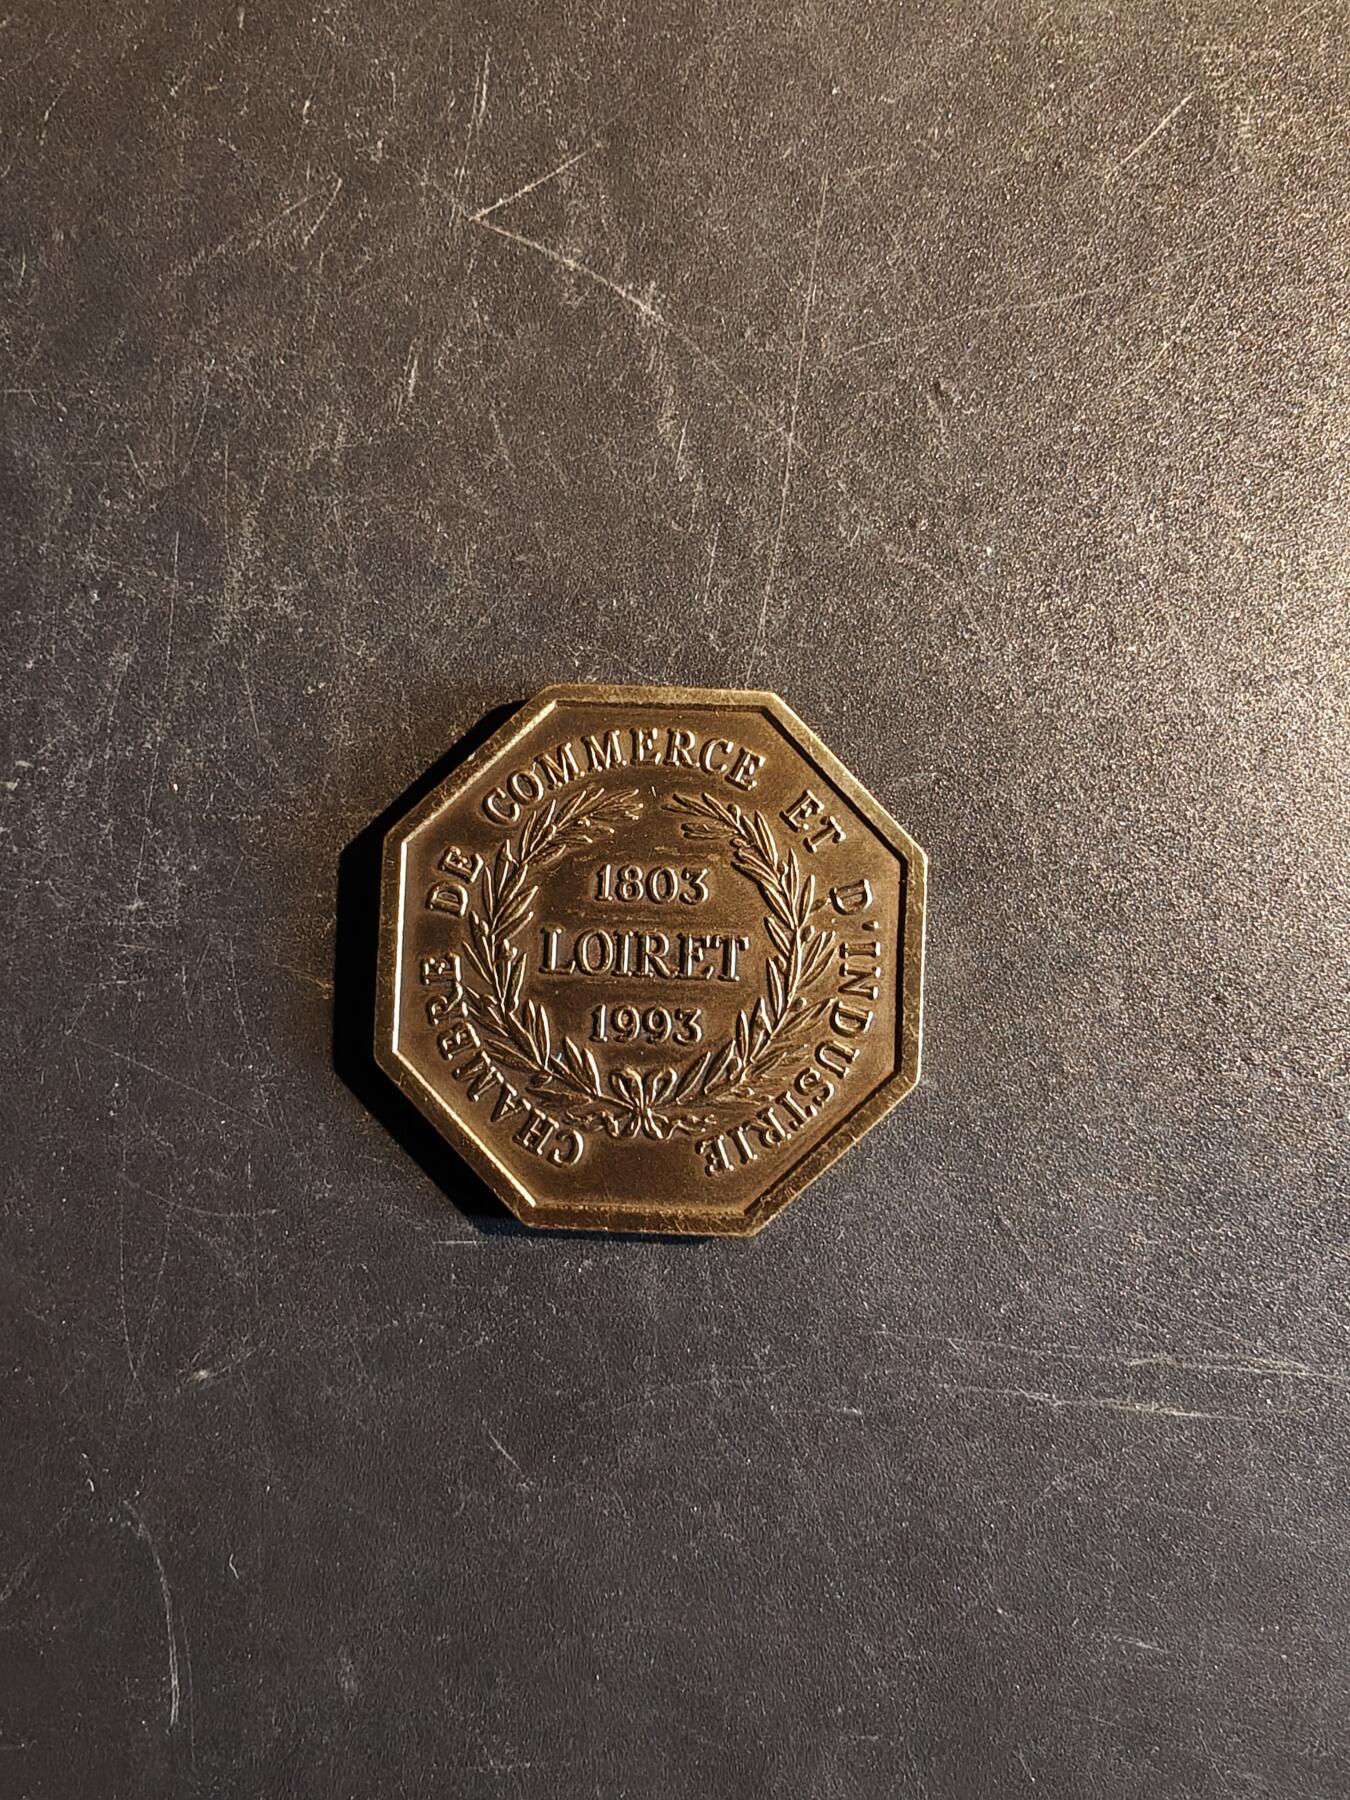 CHAMBRE DE COMMERCE ET D'INDUSTRIE
1803
LOIRET
1993